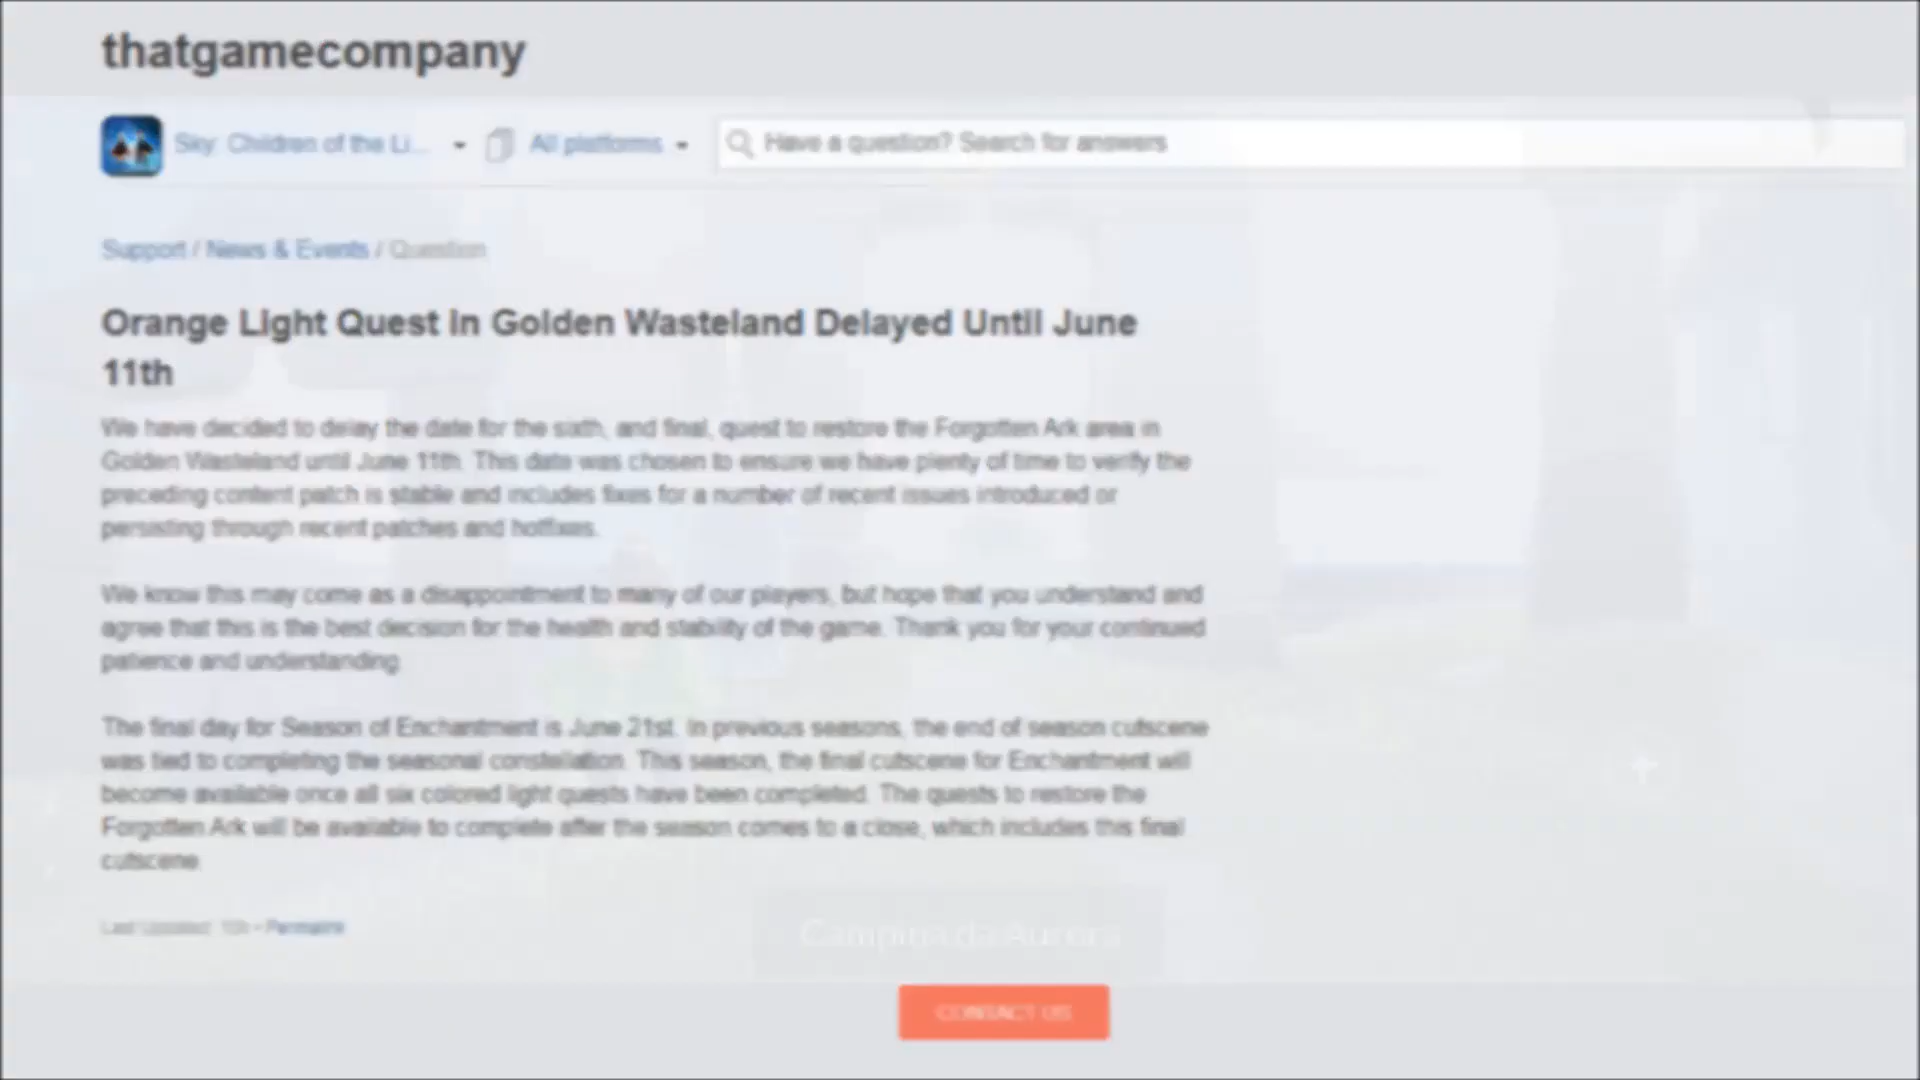 thatgamecompany
Sky: Children of the Li... All platforms Have a question? Search for answers
Support / News & Events / Question
Orange Light Quest in Golden Wasteland Delayed Until June
11th
We have decided to delay the date for the sixth, and final, quest to restore the Forgotten Ark area in
Golden Wasteland until June 11th. This date was chosen to ensure we have plenty of time to verify the
preceding content patch is stable and includes fixes for a number of recent issues introduced or
persisting through recent patches and hotfixes.
We know this may come as a disappointment to many of our players, but hope that you understand and
agree that this is the best decision for the health and stability of the game. Thank you for your continued
patience and understanding.
The final day for Season of Enchantment is June 21st. In previous seasons, the end of season cutscene
was tied to completing the seasonal constellation. This season, the final cutscene for Enchantment will
become available once all six colored light quests have been completed. The quests to restore the
Forgotten Ark will be available to complete after the season comes to a close, which includes this final
cutscene.
Last Updated: 10h • Permalink
Campina da Aurora
CONTACT US